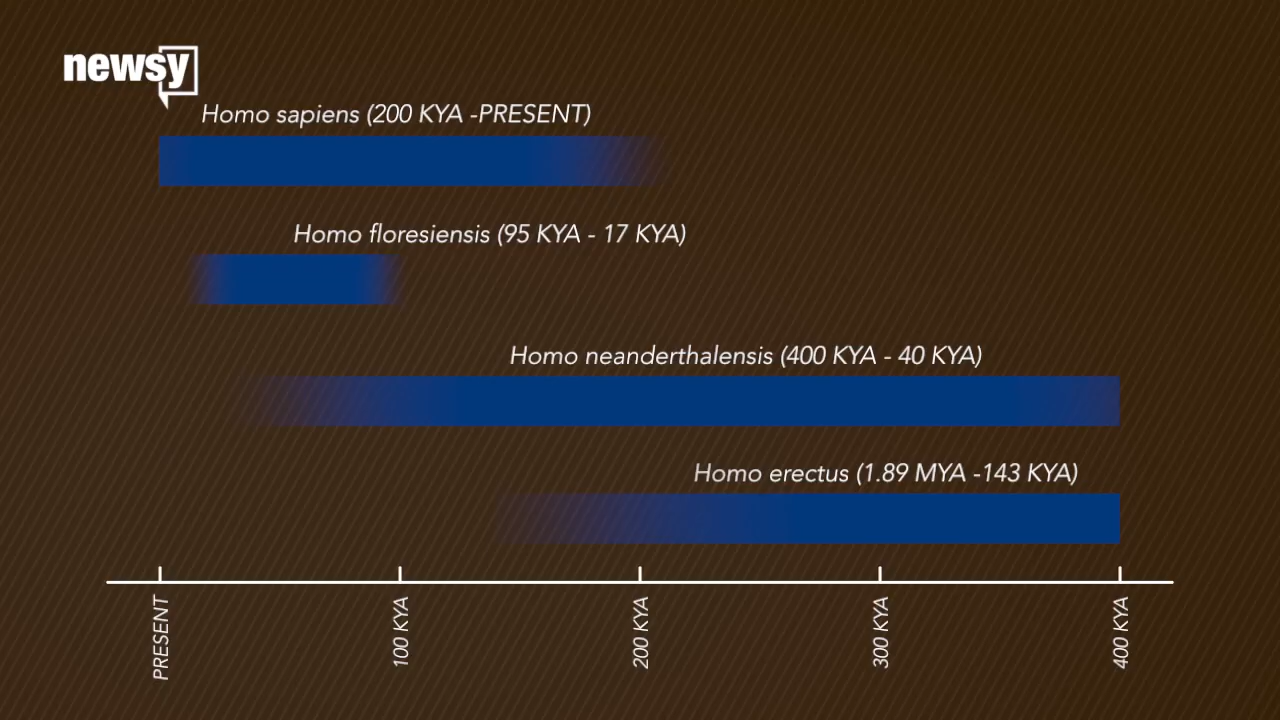 newsy
Homo sapiens (200 KYA -PRESENT)
Homo floresiensis (95 KYA - 17 KYA)
Homo neanderthalensis (400 KYA - 40 KYA)
Homo erectus (1.89 MYA -143 KYA)
PRESENT
100 KYA
200 KYA
300 KYA
400 KYA